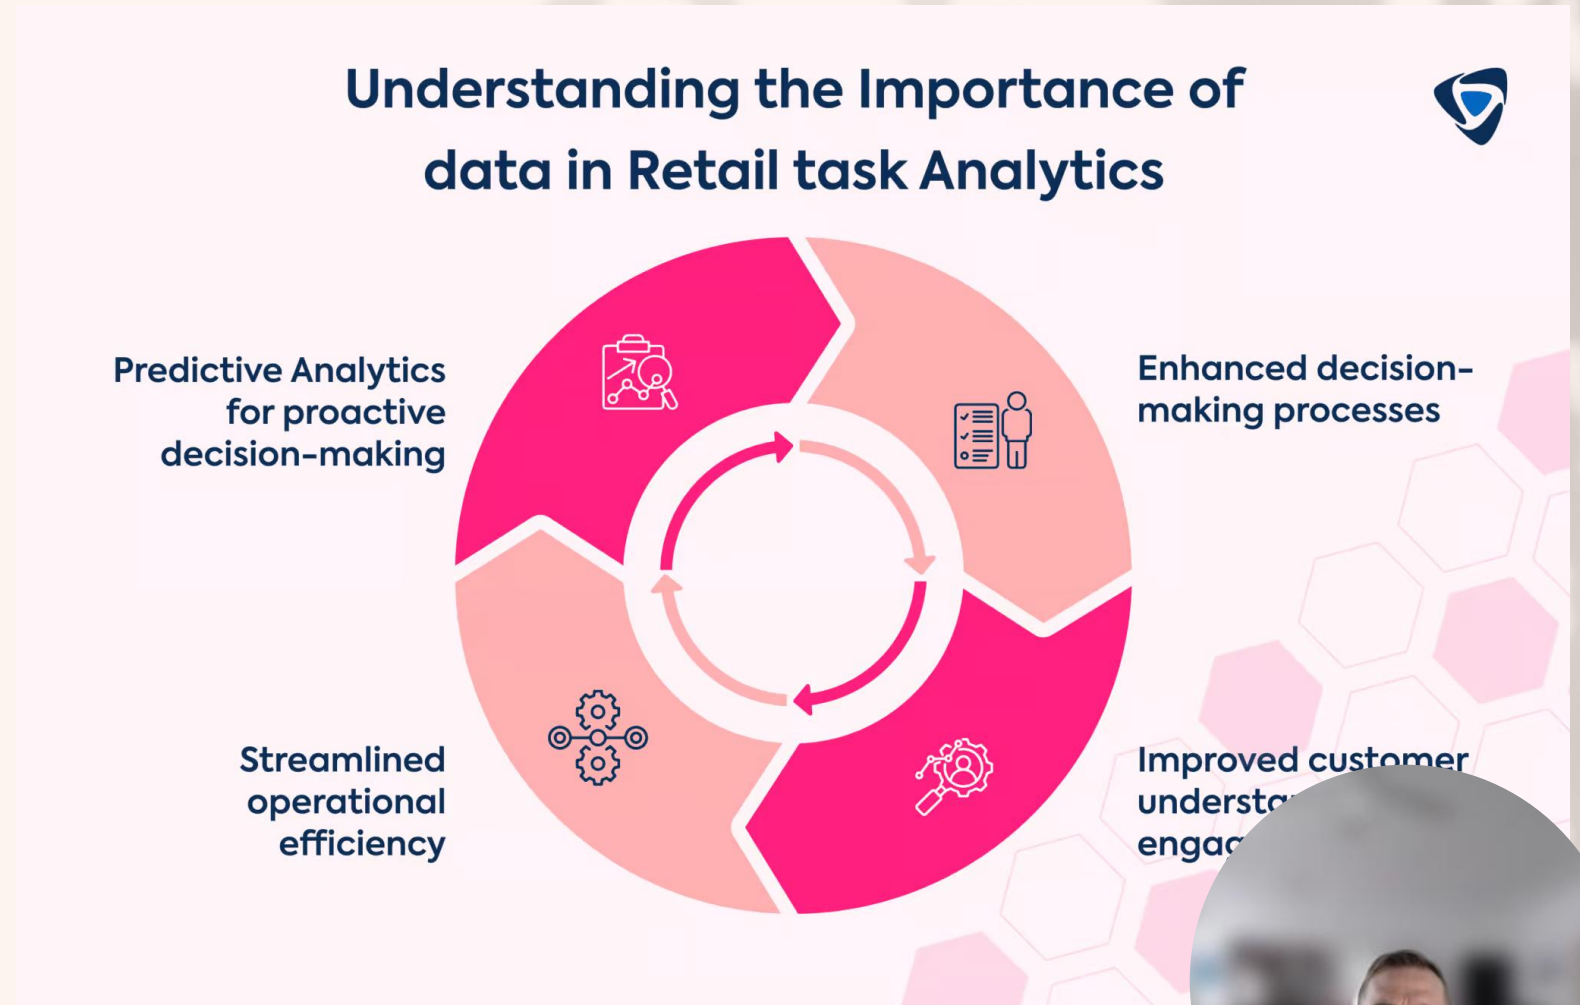 Understanding the Importance of
data in Retail task Analytics
Predictive Analytics
for proactive
decision-making
Enhanced decision-
making processes
Streamlined
operational
efficiency
Improved customer